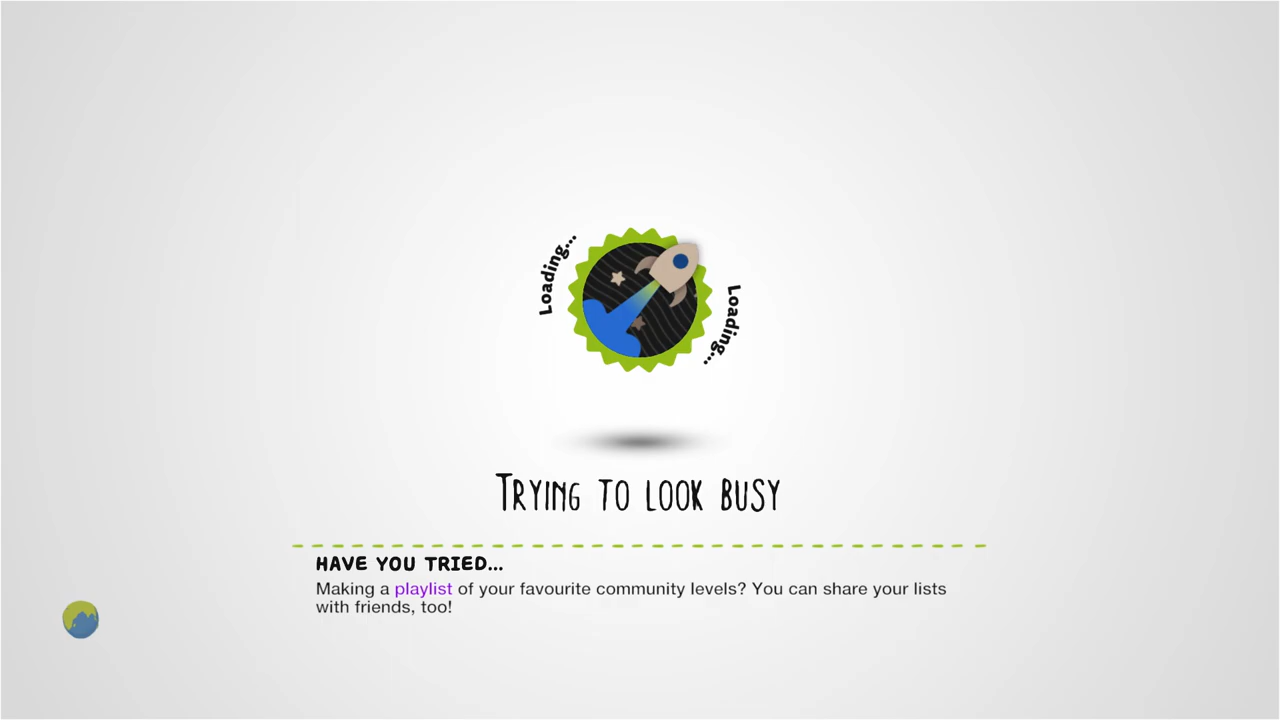 Loading...
Loading...
TRYING TO LOOK BUSY
HAVE YOU TRIED...
Making a playlist of your favourite community levels? You can share your lists
with friends, too!